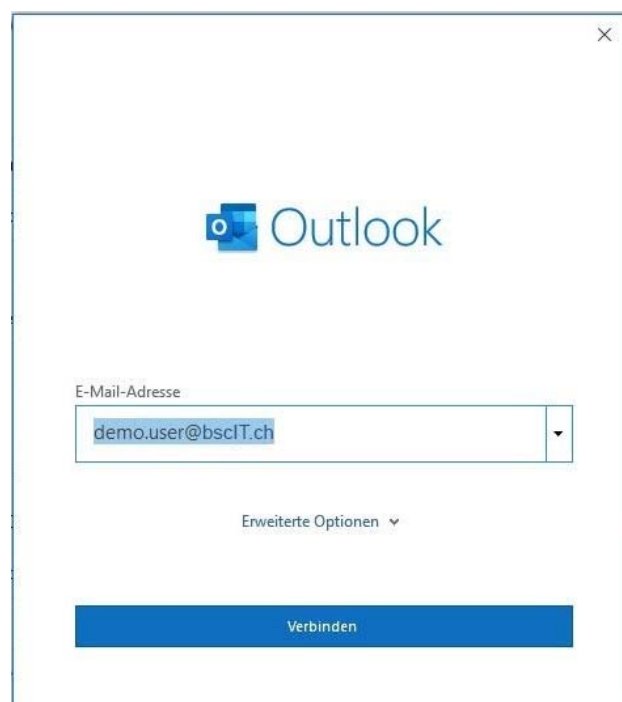 Outlook
E-Mail-Adresse
demo.user@bscIT.ch
Erweiterte Optionen
Verbinden